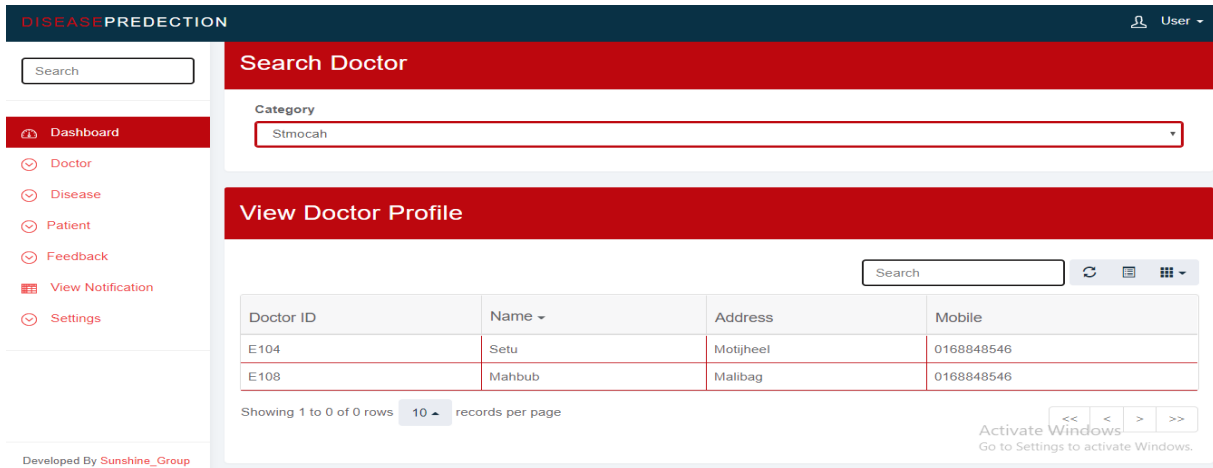 DISEASEPREDECTION
User
Search
Dashboard
Doctor
Disease
Patient
Feedback
View Notification
Settings
Developed By Sunshine_Group
Search Doctor
Category
Stmocah
View Doctor Profile
Search
Doctor ID Name Address Mobile
E104 Setu Motijheel 0168848546
E108 Mahbub Malibag 0168848546
Showing 1 to 0 of 0 rows 10 records per page
<< < > >>
Activate Windows
Go to Settings to activate Windows.